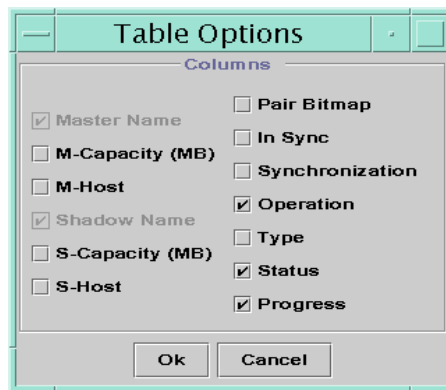 Table Options
Columns
Master Name
M-Capacity (MB)
M-Host
Shadow Name
S-Capacity (MB)
S-Host
Pair Bitmap
In Sync
Synchronization
Operation
Type
Status
Progress
Ok
Cancel